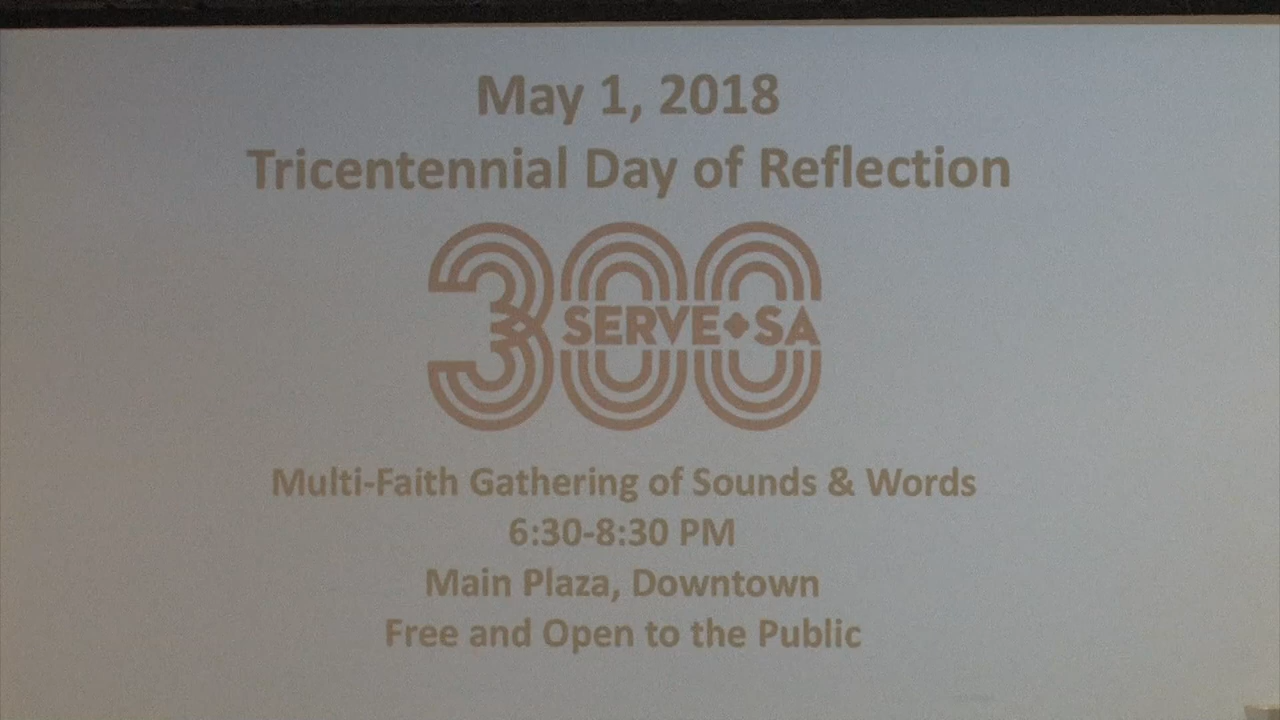 May 1, 2018
Tricentennial Day of Reflection
300
SERVE SA
Multi-Faith Gathering of Sounds & Words
6:30-8:30 PM
Main Plaza, Downtown
Free and Open to the Public